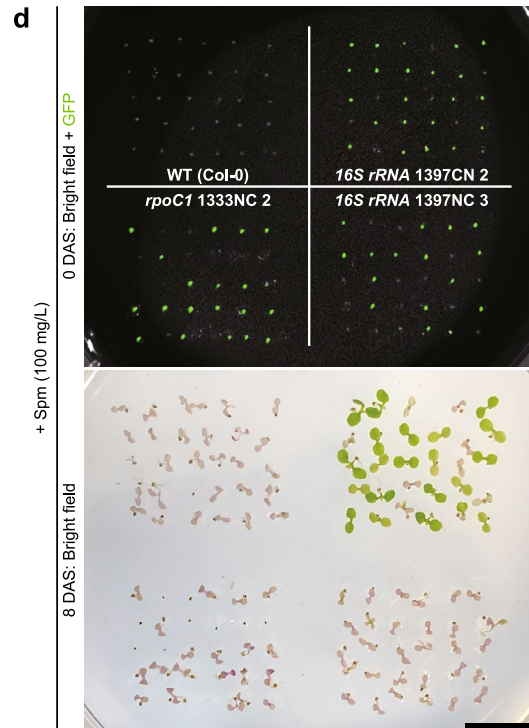 d
0 DAS: Bright field + GFP
WT (Col-0)
16S rRNA 1397CN 2
rpoC1 1333NC 2
16S rRNA 1397NC 3
+ Spm (100 mg/L)
8 DAS: Bright field